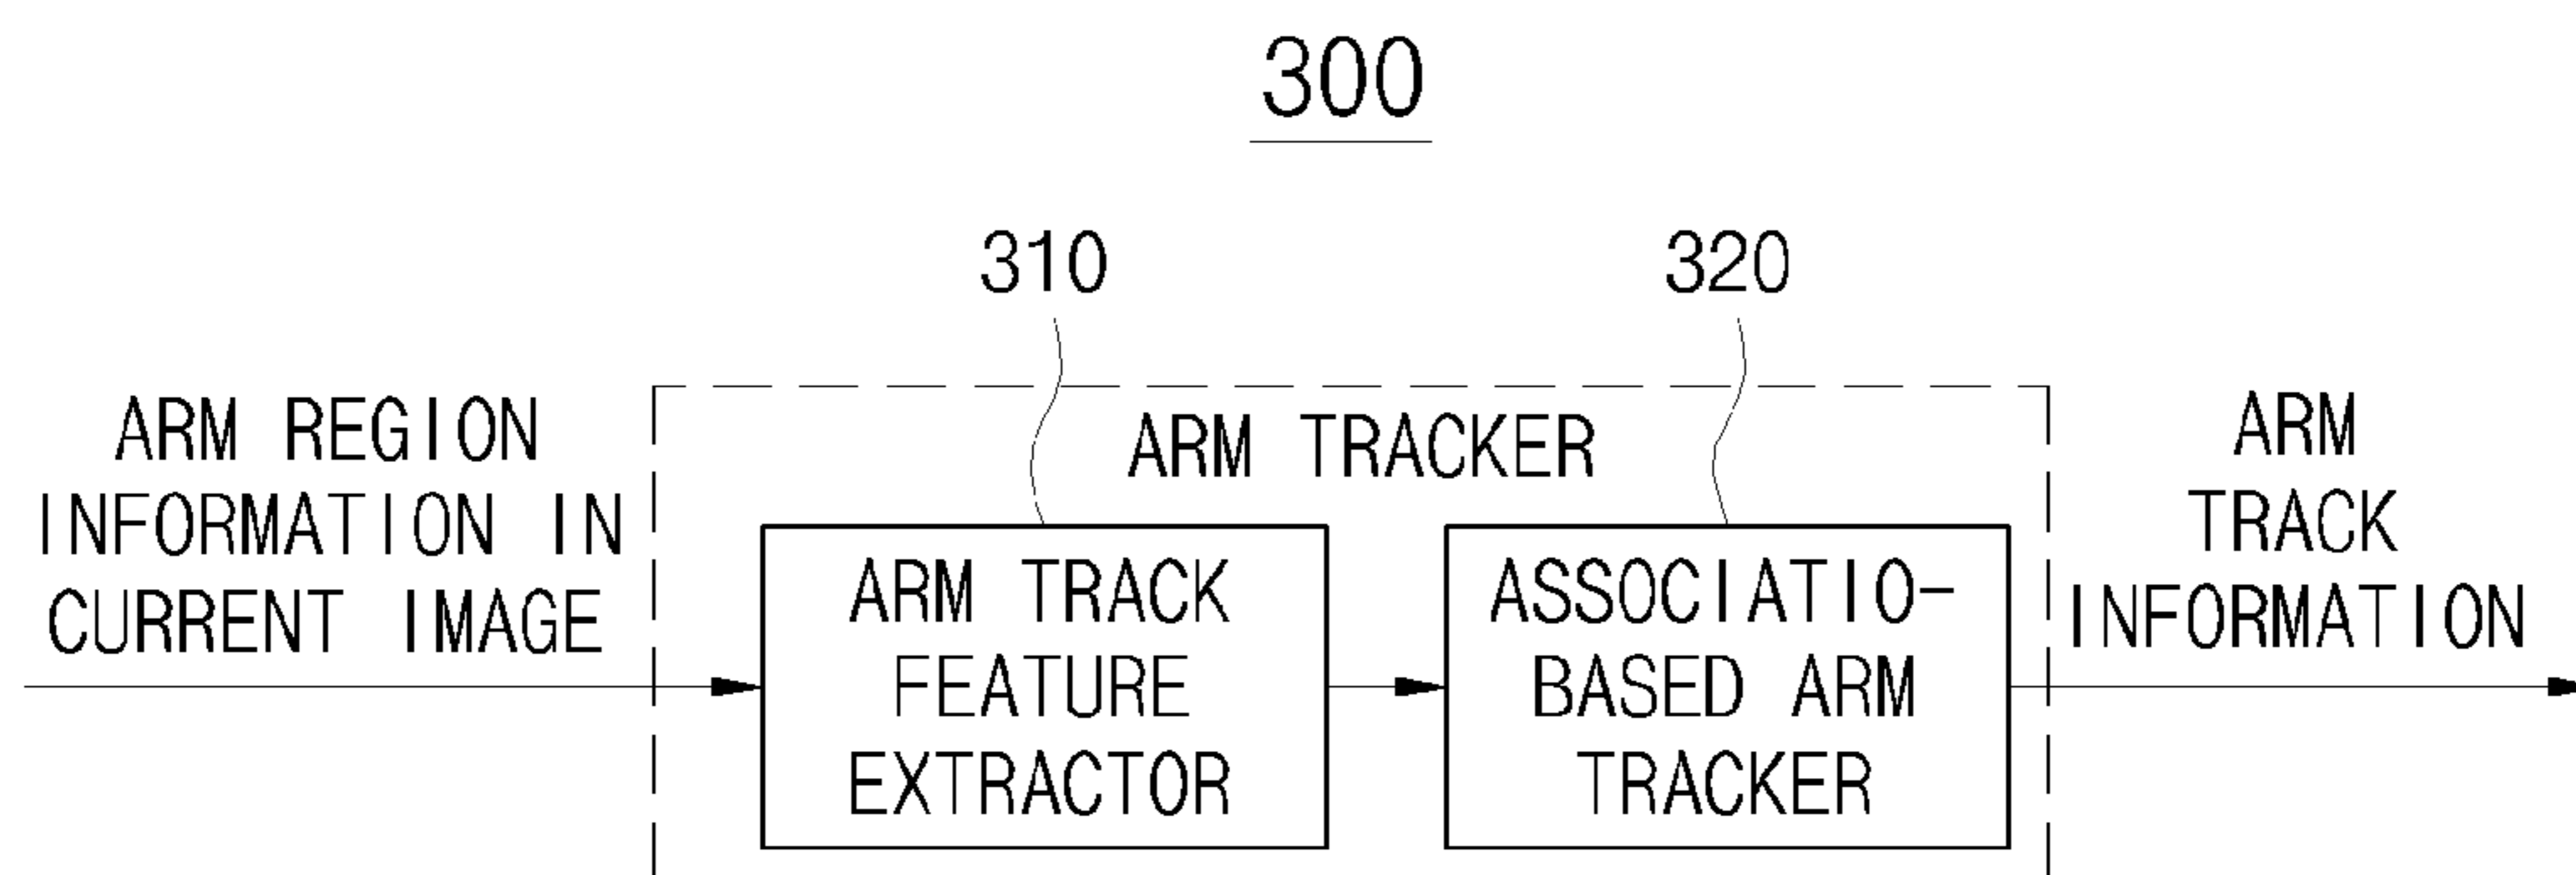 300
310
320
ARM REGION
INFORMATION IN
CURRENT IMAGE
ARM TRACKER
ARM TRACK
FEATURE
EXTRACTOR
ASSOCIATIO-
BASED ARM
TRACKER
ARM
TRACK
INFORMATION